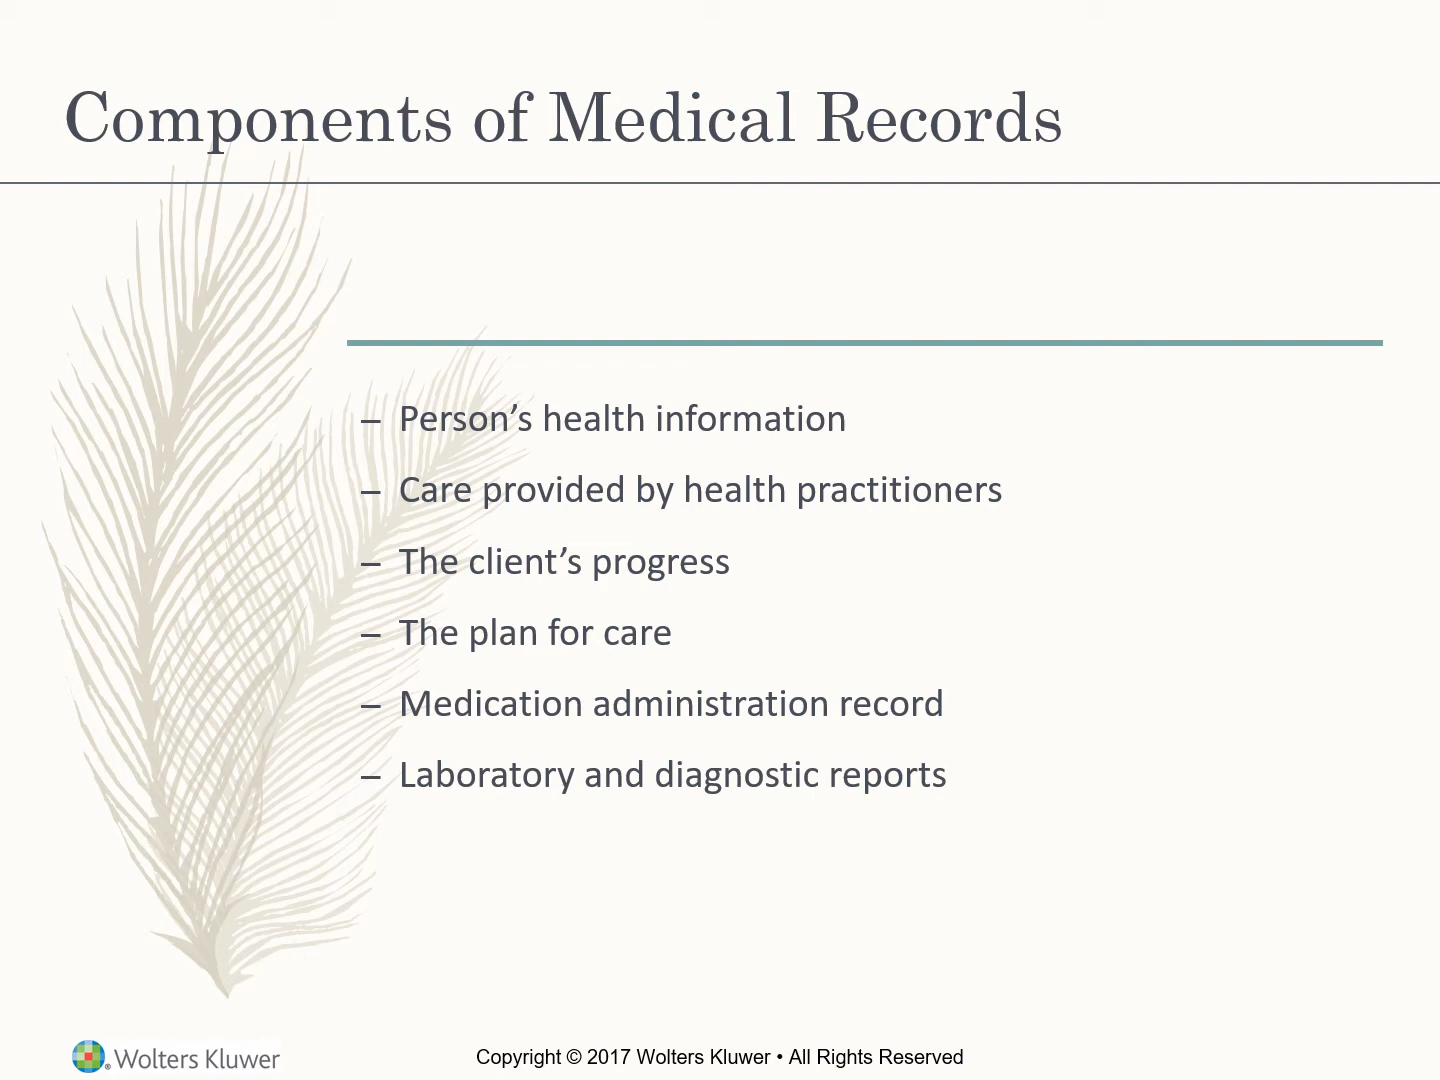 Components of Medical Records
– Person’s health information
– Care provided by health practitioners
– The client’s progress
– The plan for care
– Medication administration record
– Laboratory and diagnostic reports
Wolters Kluwer
Copyright © 2017 Wolters Kluwer • All Rights Reserved